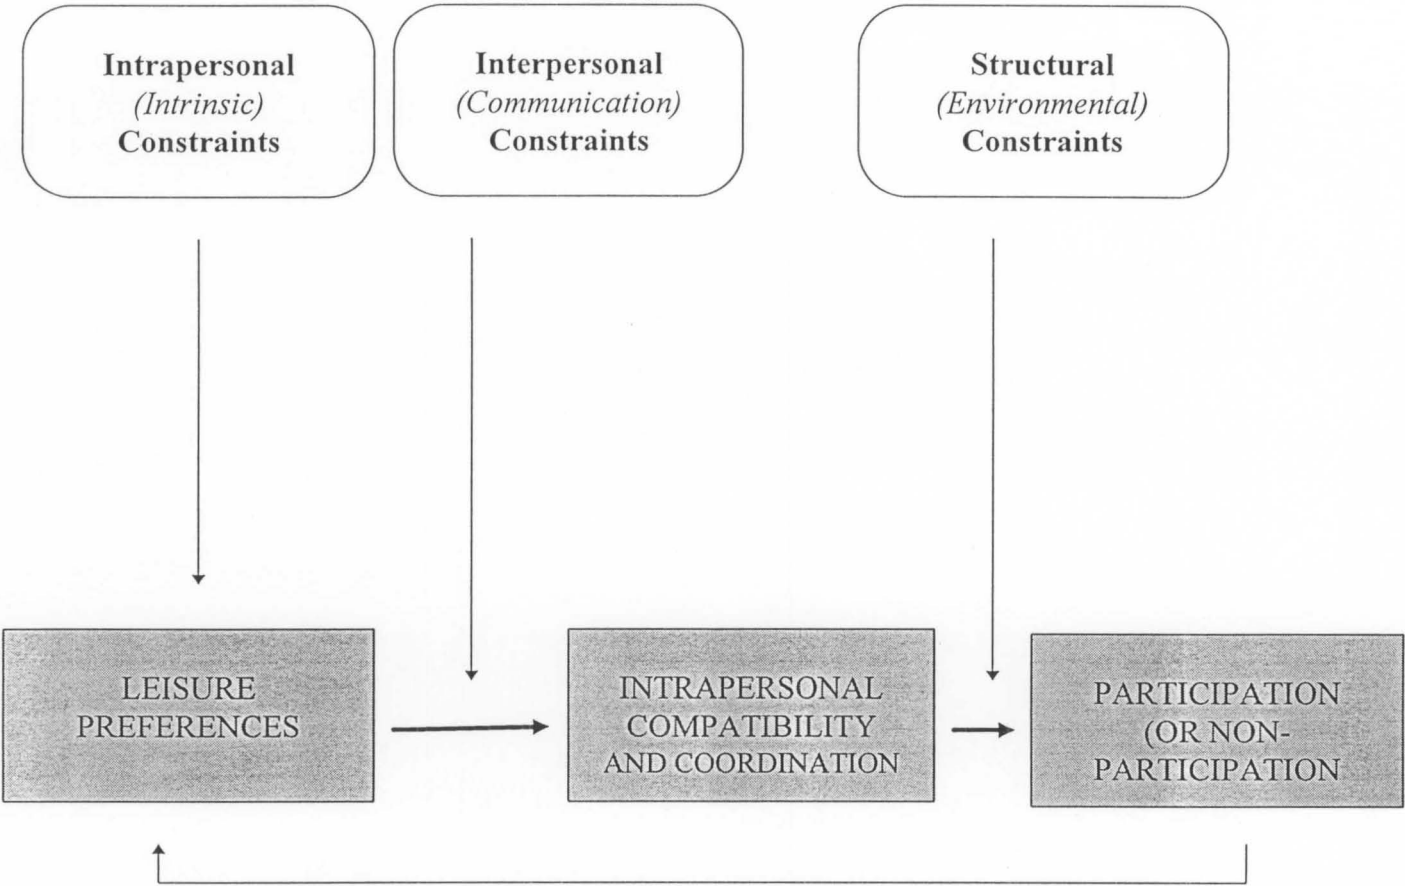 Intrapersonal
(Intrinsic)
Constraints
Interpersonal
(Communication)
Constraints
Structural
(Environmental)
Constraints
LEISURE
PREFERENCES
INTRAPERSONAL
COMPATIBILITY
AND COORDINATION
PARTICIPATION
(OR NON-
PARTICIPATION